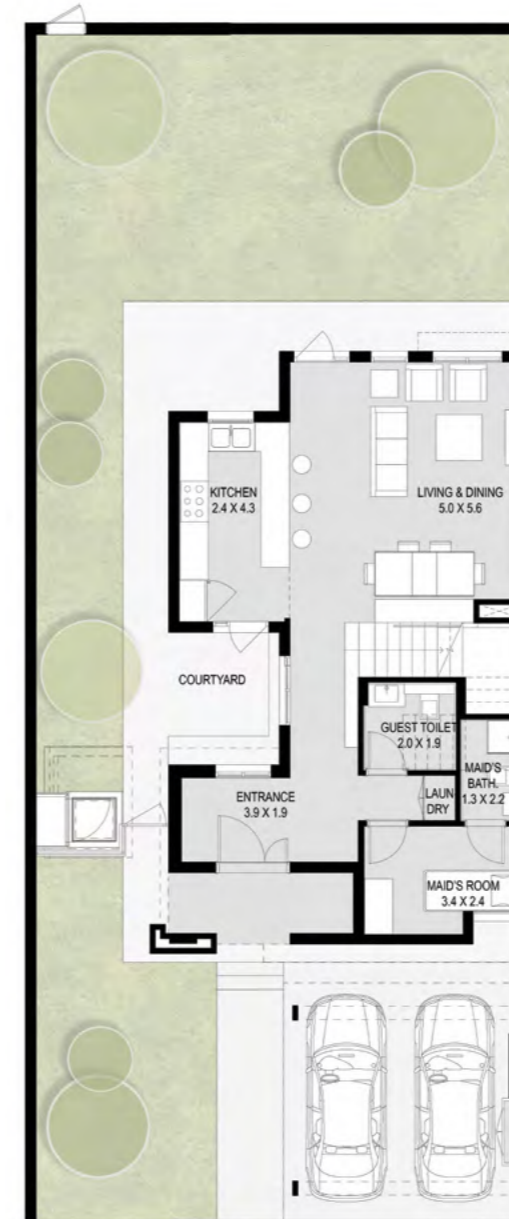 KITCHEN
2.4 X 4.3
LIVING & DINING
5.0 X 5.6
COURTYARD
GUEST TOILET
2.0 X 1.9
MAID'S
BATH.
1.3 X 2.2
ENTRANCE
3.9 X 1.9
LAUN
DRY
MAID'S ROOM
3.4 X 2.4